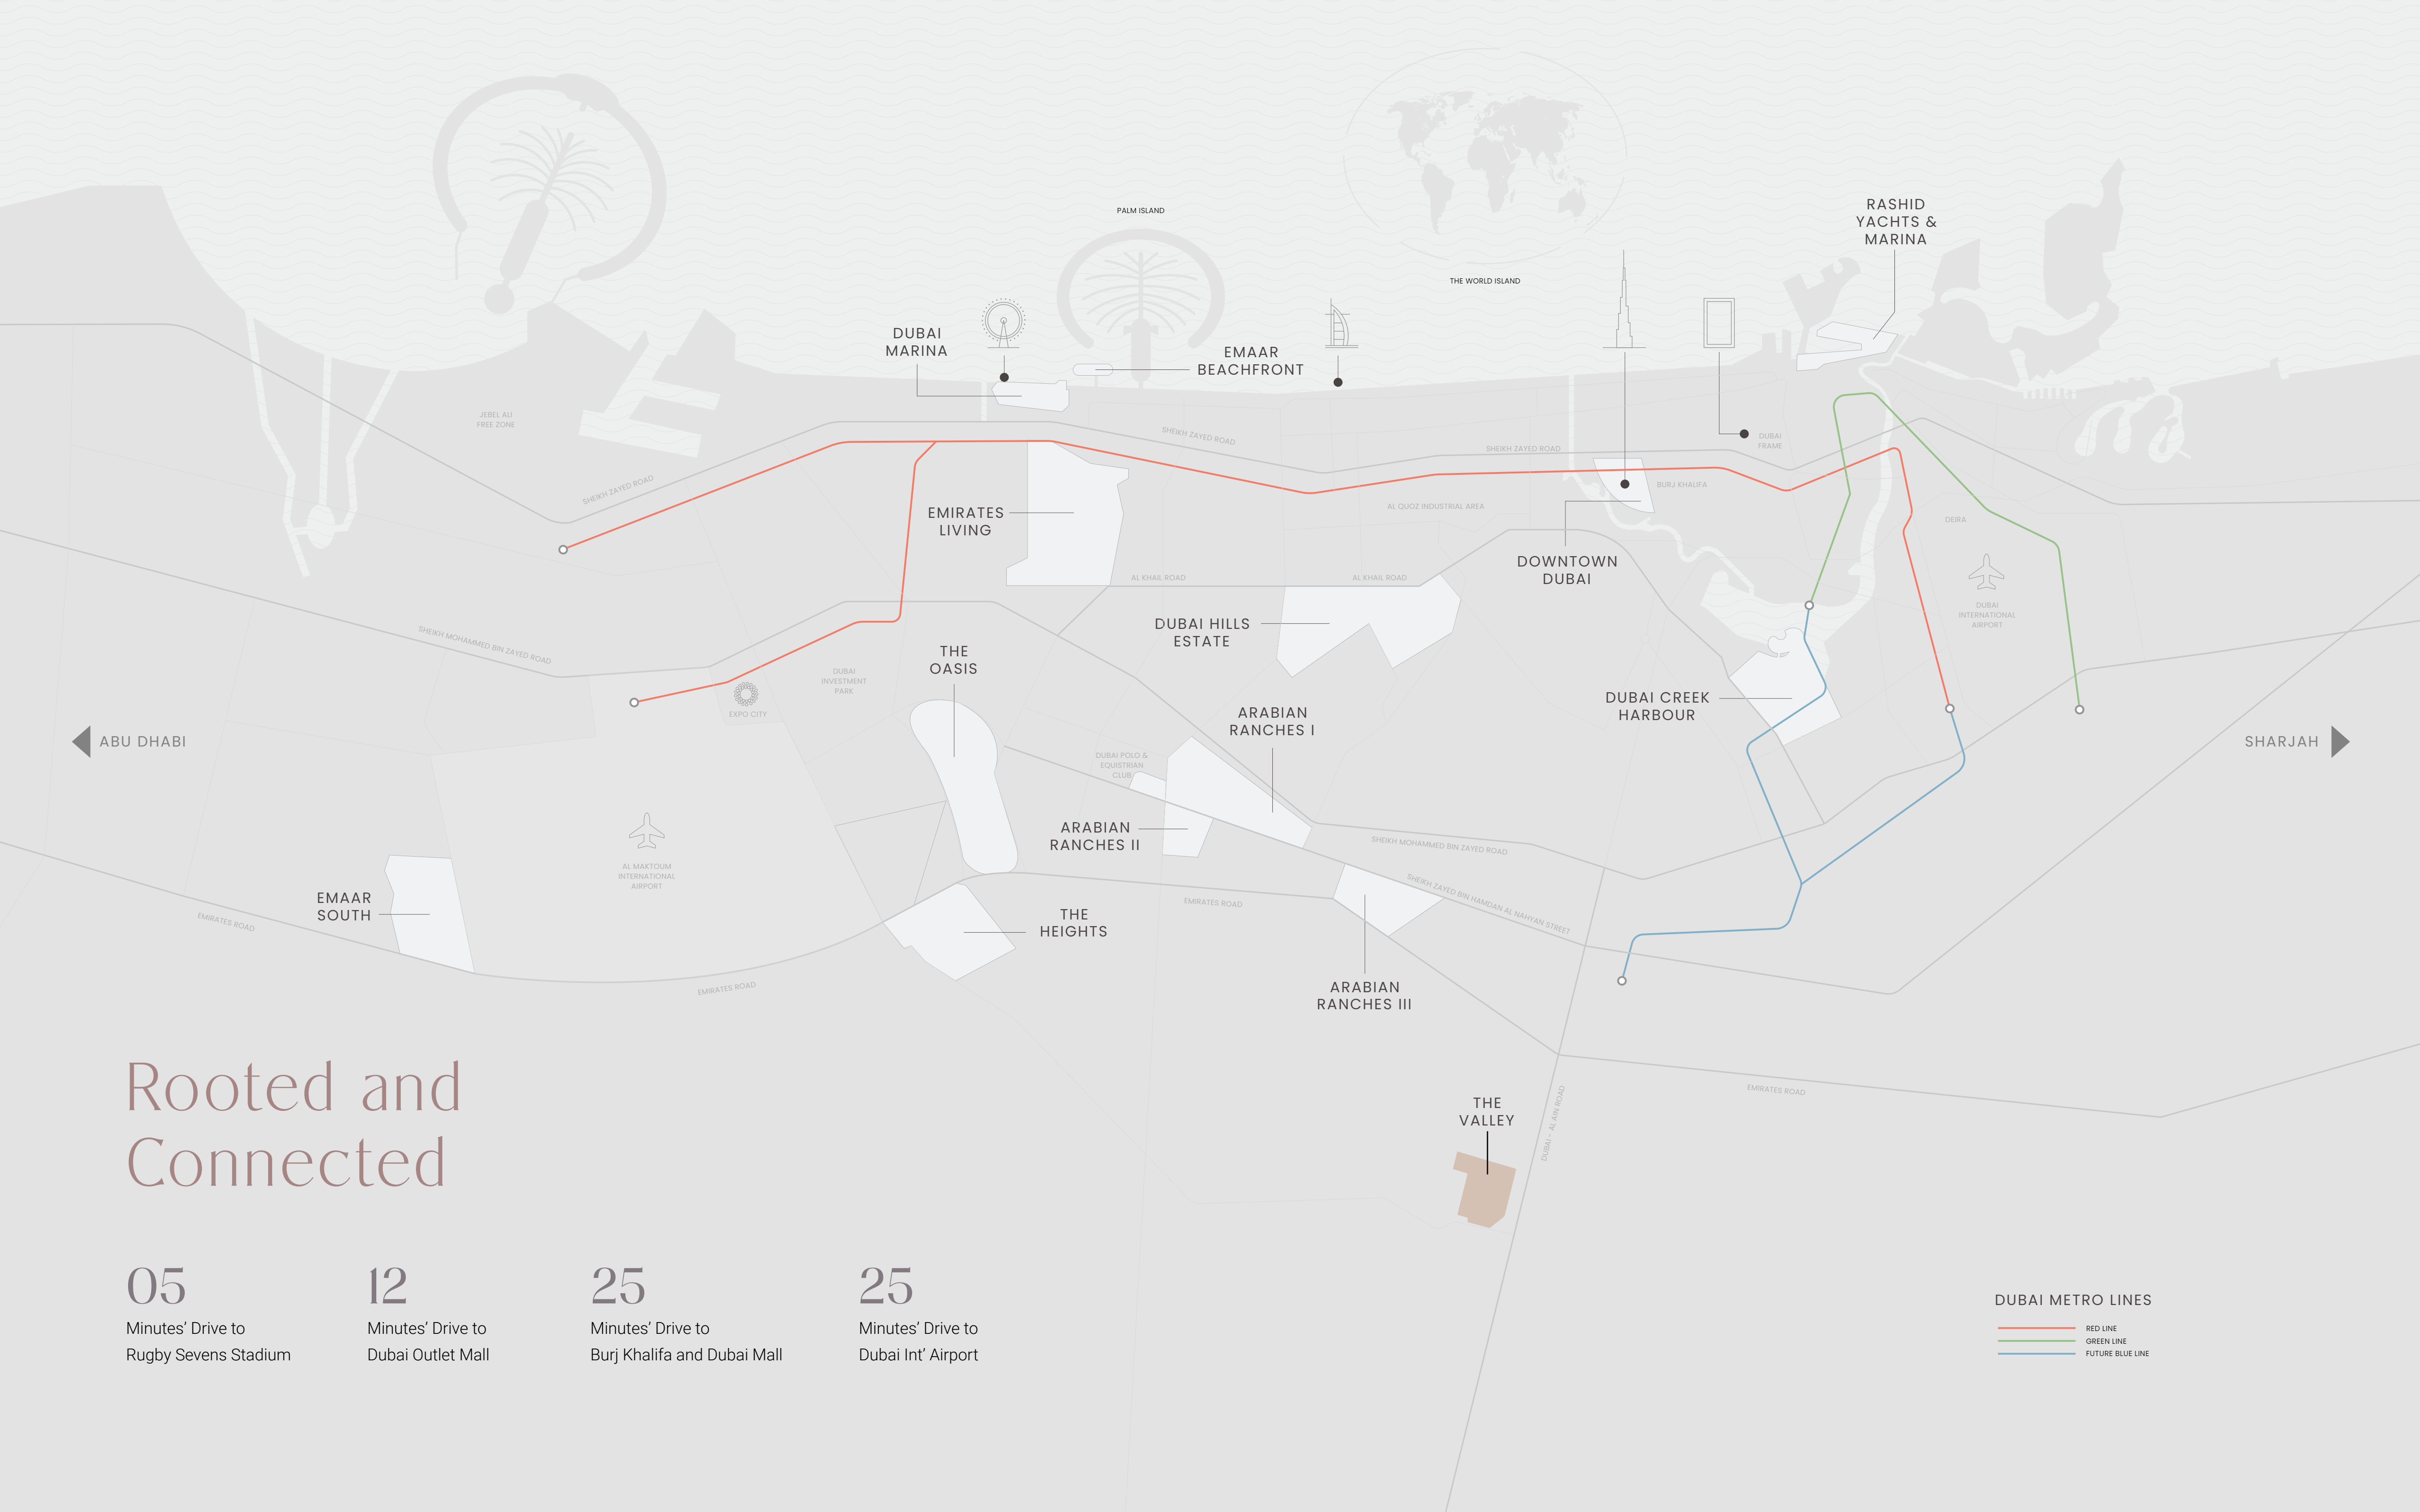 PALM ISLAND
THE WORLD ISLAND
RASHID
YACHTS &
MARINA
DUBAI
MARINA
EMAAR
BEACHFRONT
JEBEL ALI
FREE ZONE
SHEIKH ZAYED ROAD
SHEIKH ZAYED ROAD
SHEIKH ZAYED ROAD
DUBAI
FRAME
BURJ KHALIFA
EMIRATES
LIVING
AL QUOZ INDUSTRIAL AREA
DEIRA
DOWNTOWN
DUBAI
AL KHAIL ROAD
AL KHAIL ROAD
DUBAI
INTERNATIONAL
AIRPORT
SHEIKH MOHAMMED BIN ZAYED ROAD
DUBAI HILLS
ESTATE
THE
OASIS
DUBAI
INVESTMENT
PARK
EXPO CITY
DUBAI CREEK
HARBOUR
ARABIAN
RANCHES I
ABU DHABI
SHARJAH
DUBAI POLO &
EQUESTRIAN
CLUB
ARABIAN
RANCHES II
SHEIKH MOHAMMED BIN ZAYED ROAD
AL MAKTOUM
INTERNATIONAL
AIRPORT
SHEIKH ZAYED BIN HAMDAN AL NAHYAN STREET
EMAAR
SOUTH
EMIRATES ROAD
EMIRATES ROAD
THE
HEIGHTS
EMIRATES ROAD
ARABIAN
RANCHES III
EMIRATES ROAD
THE
VALLEY
DUBAI - AL AIN ROAD
Rooted and
Connected
05
Minutes’ Drive to
Rugby Sevens Stadium
12
Minutes’ Drive to
Dubai Outlet Mall
25
Minutes’ Drive to
Burj Khalifa and Dubai Mall
25
Minutes’ Drive to
Dubai Int’ Airport
DUBAI METRO LINES
RED LINE
GREEN LINE
FUTURE BLUE LINE